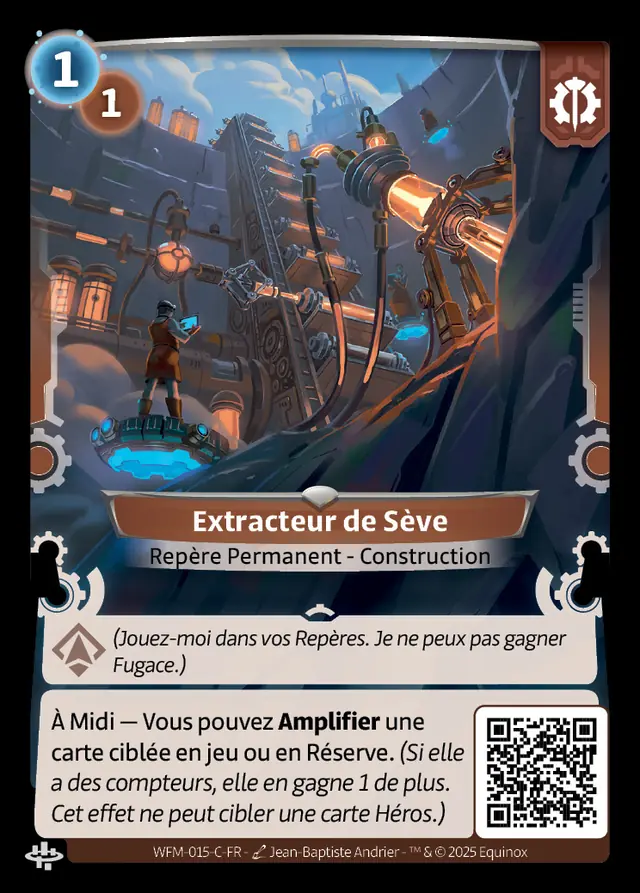 1
1
Extracteur de Sève
Repère Permanent - Construction
(Jouez-moi dans vos Repères. Je ne peux pas gagner
Fugace.)
À Midi — Vous pouvez Amplifier une
carte ciblée en jeu ou en Réserve. (Si elle
a des compteurs, elle en gagne 1 de plus.
Cet effet ne peut cibler une carte Héros.)
WFM-015-C-FR - Jean-Baptiste Andrier - ™ & © 2025 Equinox